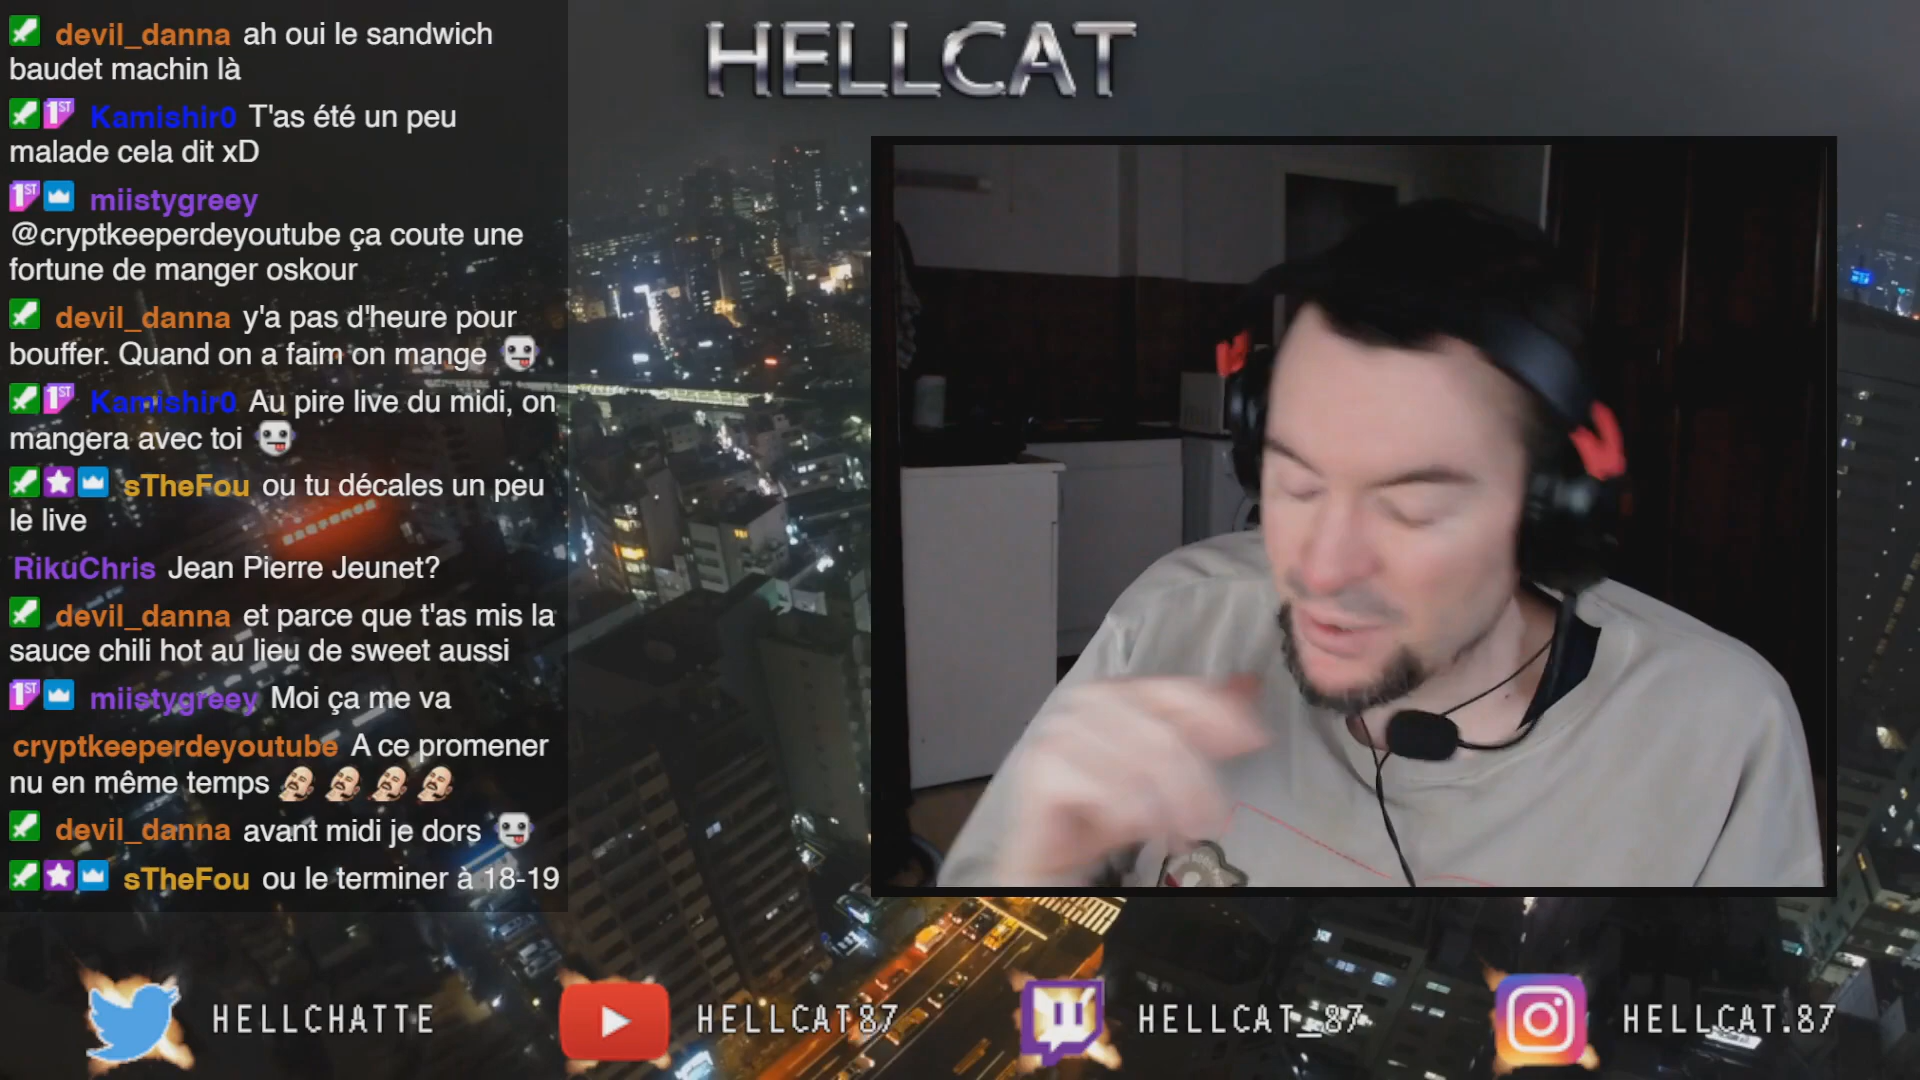 devil_danna ah oui le sandwich
baudet machin là
Kamishir0 T'as été un peu
malade cela dit xD
miistygreey
@cryptkeeperdeyoutube ça coute une
fortune de manger oskour
devil_danna y'a pas d'heure pour
bouffer. Quand on a faim on mange
Kamishir0 Au pire live du midi, on
mangera avec toi
sTheFou ou tu décales un peu
le live
RikuChris Jean Pierre Jeunet?
devil_danna et parce que t'as mis la
sauce chili hot au lieu de sweet aussi
miistygreey Moi ça me va
cryptkeeperdeyoutube A ce promener
nu en même temps
devil_danna avant midi je dors
sTheFou ou le terminer à 18-19
HELLCAT
HELLCHATTE
HELLCAT87
HELLCAT_87
HELLCAT.87